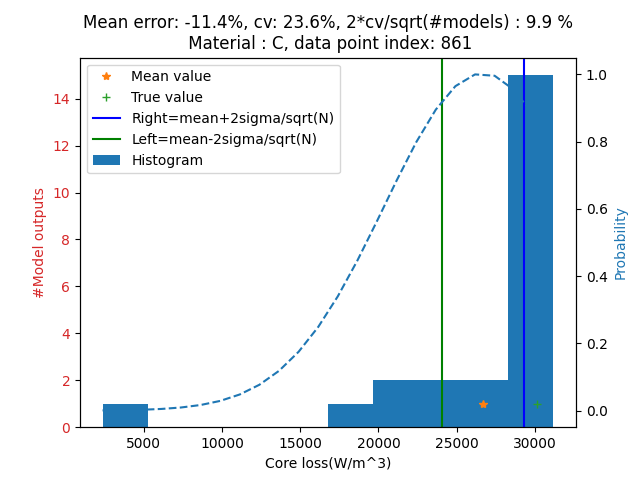 Mean error: -11.4%, cv: 23.6%, 2*cv/sqrt(#models) : 9.9 %
Material : C, data point index: 861
Mean value
True value
Right=mean+2sigma/sqrt(N)
Left=mean-2sigma/sqrt(N)
Histogram
14
12
10
8
6
4
2
0
#Model outputs
1.0
0.8
0.6
0.4
0.2
0.0
Probability
5000 10000 15000 20000 25000 30000
Core loss(W/m^3)